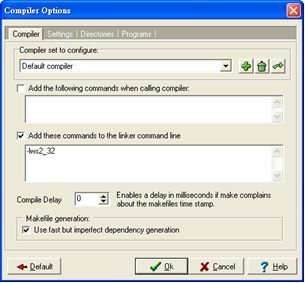 Compiler Options
Compiler Settings Directories Programs
Compiler set to configure:
Default compiler
Add the following commands when calling compiler:
Add these commands to the linker command line
-lws2_32
Compile Delay 0 Enables a delay in milliseconds if make complains
about the makefiles time stamp.
Makefile generation:
Use fast but imperfect dependency generation
Default Ok Cancel Help